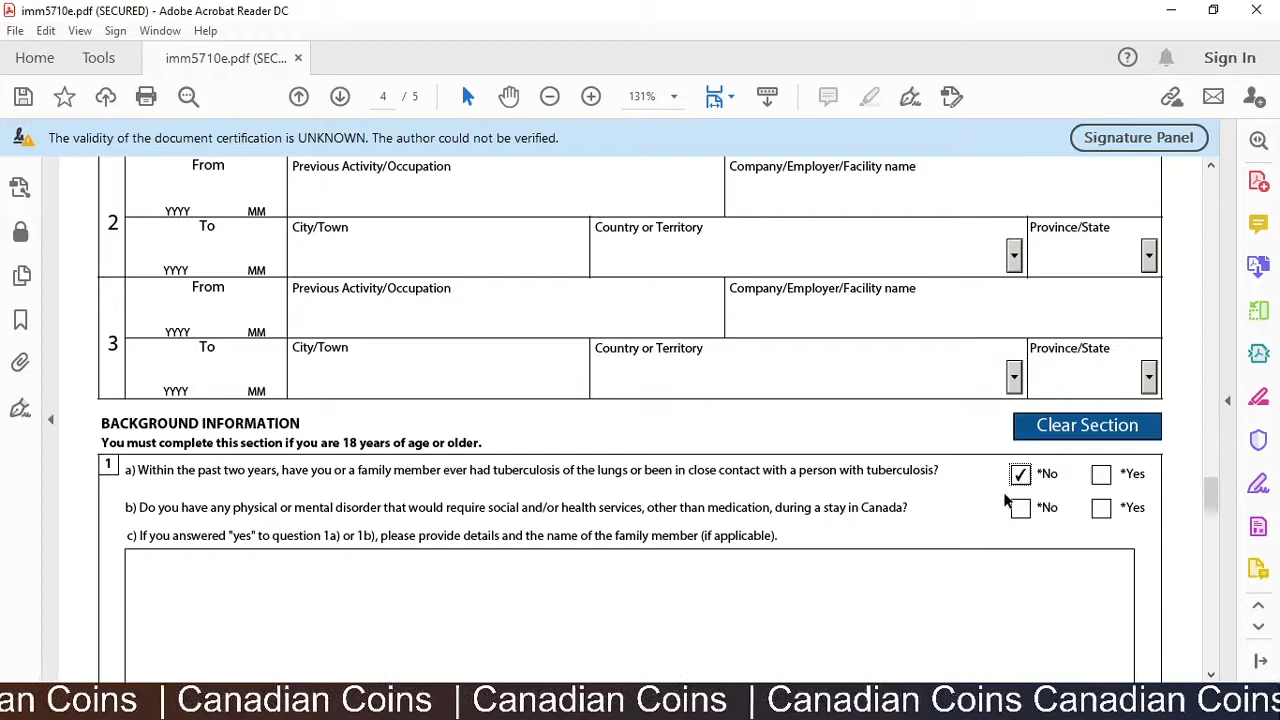 imm5710e.pdf (SECURED) - Adobe Acrobat Reader DC
File Edit View Sign Window Help
Home Tools imm5710e.pdf (SEC... × Sign In
4 / 5 131%
The validity of the document certification is UNKNOWN. The author could not be verified. Signature Panel
From Previous Activity/Occupation Company/Employer/Facility name
YYYY MM
2 To City/Town Country or Territory Province/State
YYYY MM
From Previous Activity/Occupation Company/Employer/Facility name
YYYY MM
3 To City/Town Country or Territory Province/State
YYYY MM
BACKGROUND INFORMATION Clear Section
You must complete this section if you are 18 years of age or older.
1 a) Within the past two years, have you or a family member ever had tuberculosis of the lungs or been in close contact with a person with tuberculosis? *No *Yes
b) Do you have any physical or mental disorder that would require social and/or health services, other than medication, during a stay in Canada? *No *Yes
c) If you answered "yes" to question 1a) or 1b), please provide details and the name of the family member (if applicable).
an Coins | Canadian Coins | Canadian Coins | Canadian Coins Canadian Coins